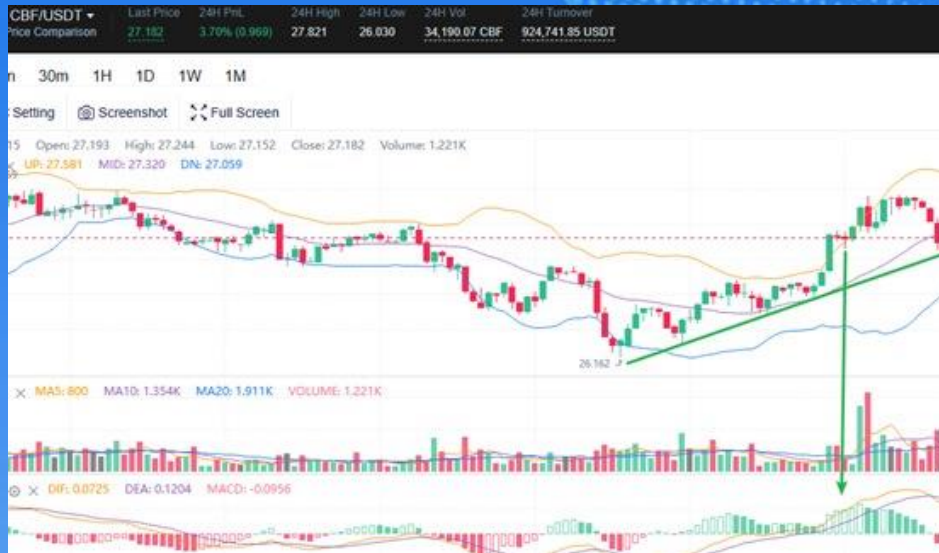 CBF/USDT Last Price 24H PnL 24H High 24H Low 24H Vol 24H Turnover
Price Comparison 27.182 3.70% (0.969) 27.821 26.030 34,190.07 CBF 924,741.85 USDT
30m 1H 1D 1W 1M
Setting Screenshot Full Screen
15 Open: 27.193 High: 27.244 Low: 27.152 Close: 27.182 Volume: 1.221K
UP: 27.581 MID: 27.320 DN: 27.059
26.162
MA5: 800 MA10: 1.354K MA20: 1.911K VOLUME: 1.221K
DIF: 0.0725 DEA: 0.1204 MACD: -0.0956